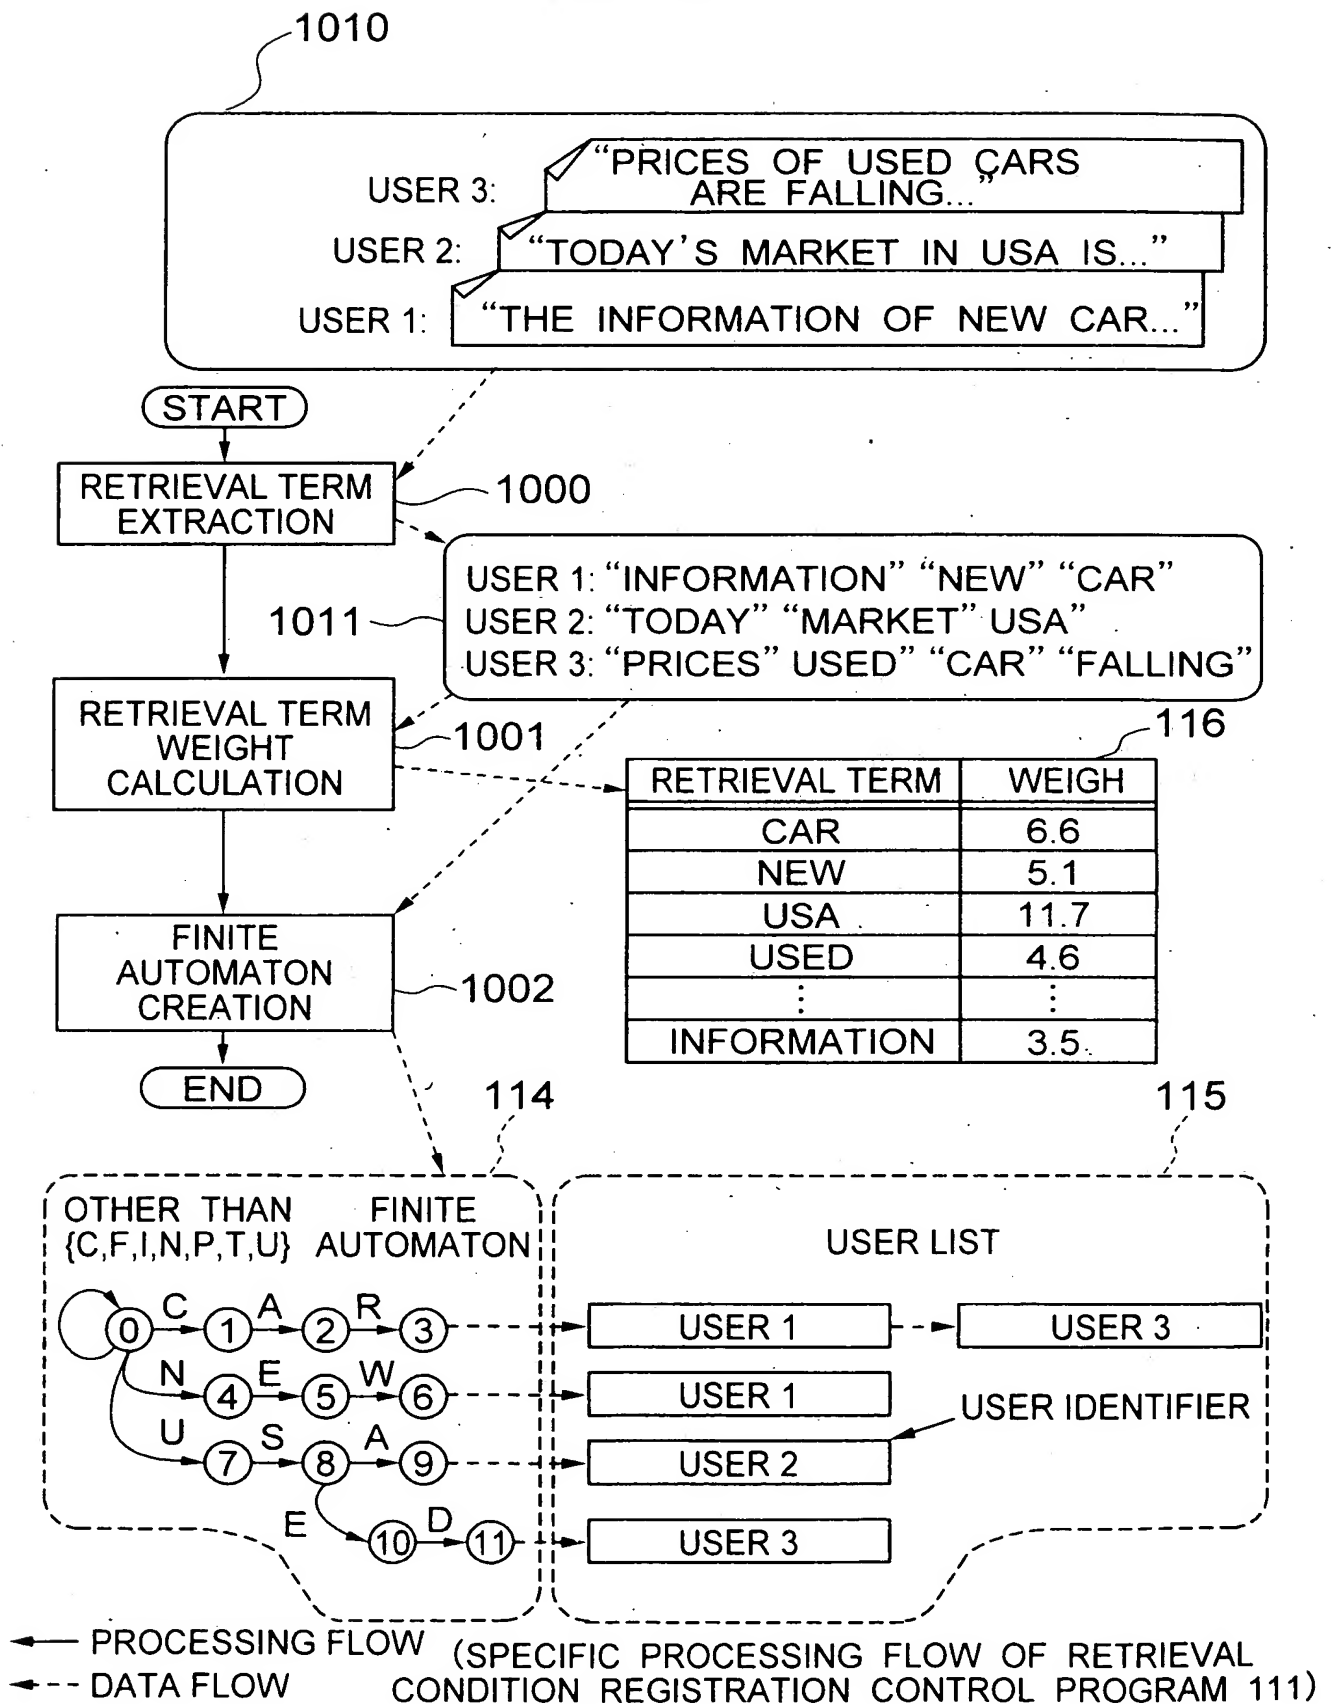 1010
USER 3: “PRICES OF USED CARS
ARE FALLING...”
USER 2: “TODAY’S MARKET IN USA IS...”
USER 1: “THE INFORMATION OF NEW CAR...”
START
RETRIEVAL TERM
EXTRACTION
1000
1011
USER 1: “INFORMATION” “NEW” “CAR”
USER 2: “TODAY” “MARKET” USA”
USER 3: “PRICES” USED” “CAR” “FALLING”
RETRIEVAL TERM
WEIGHT
CALCULATION
1001
116
RETRIEVAL TERM WEIGH
CAR 6.6
NEW 5.1
USA 11.7
USED 4.6
⋮ ⋮
INFORMATION 3.5
FINITE
AUTOMATON
CREATION
1002
END
114
115
OTHER THAN
{C,F,I,N,P,T,U}
FINITE
AUTOMATON
USER LIST
C A R
0 1 2 3
USER 1 USER 3
N E W
4 5 6
USER 1
USER IDENTIFIER
U S A
7 8 9
USER 2
E D
10 11
USER 3
PROCESSING FLOW
DATA FLOW
(SPECIFIC PROCESSING FLOW OF RETRIEVAL
CONDITION REGISTRATION CONTROL PROGRAM 111)